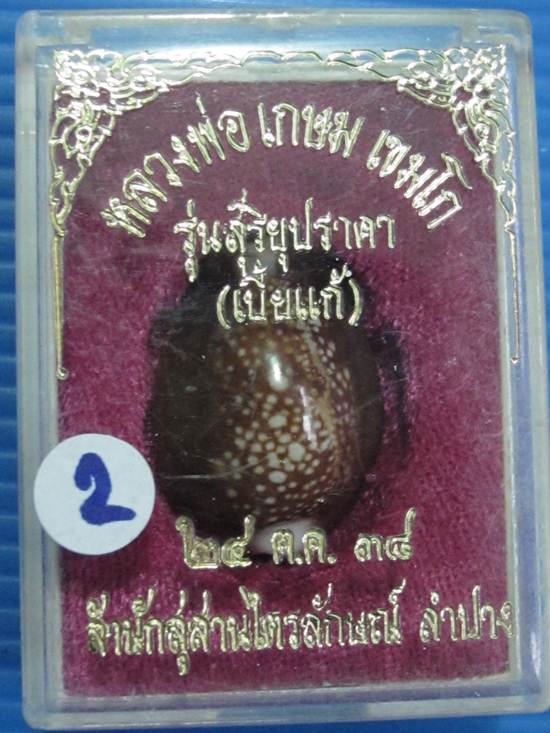 หลวงพ่อ เกษม เขมโก
รุ่นสุริยุปราคา
(เบี้ยแก้)
2
๒๔ ต.ค. ๓๘
สำนักสุสานไตรลักษณ์ ลำปาง